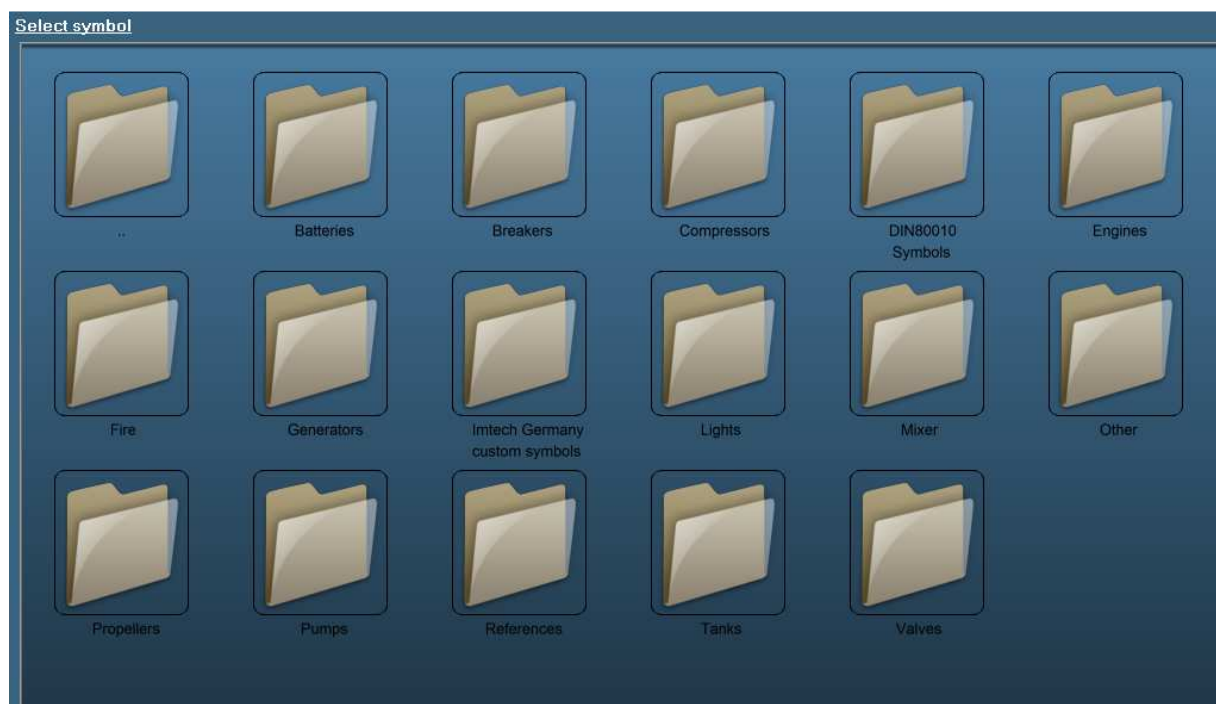 Select symbol
..
Batteries
Breakers
Compressors
DIN80010
Symbols
Engines
Fire
Generators
Imtech Germany
custom symbols
Lights
Mixer
Other
Propellers
Pumps
References
Tanks
Valves